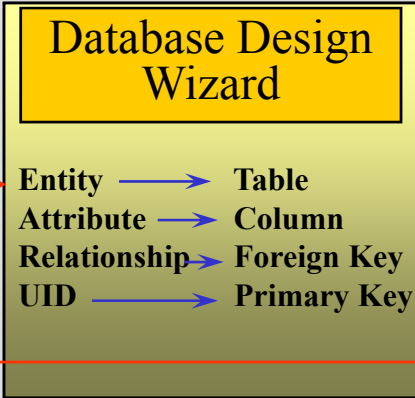 Database Design
Wizard
Entity Table
Attribute Column
Relationship Foreign Key
UID Primary Key